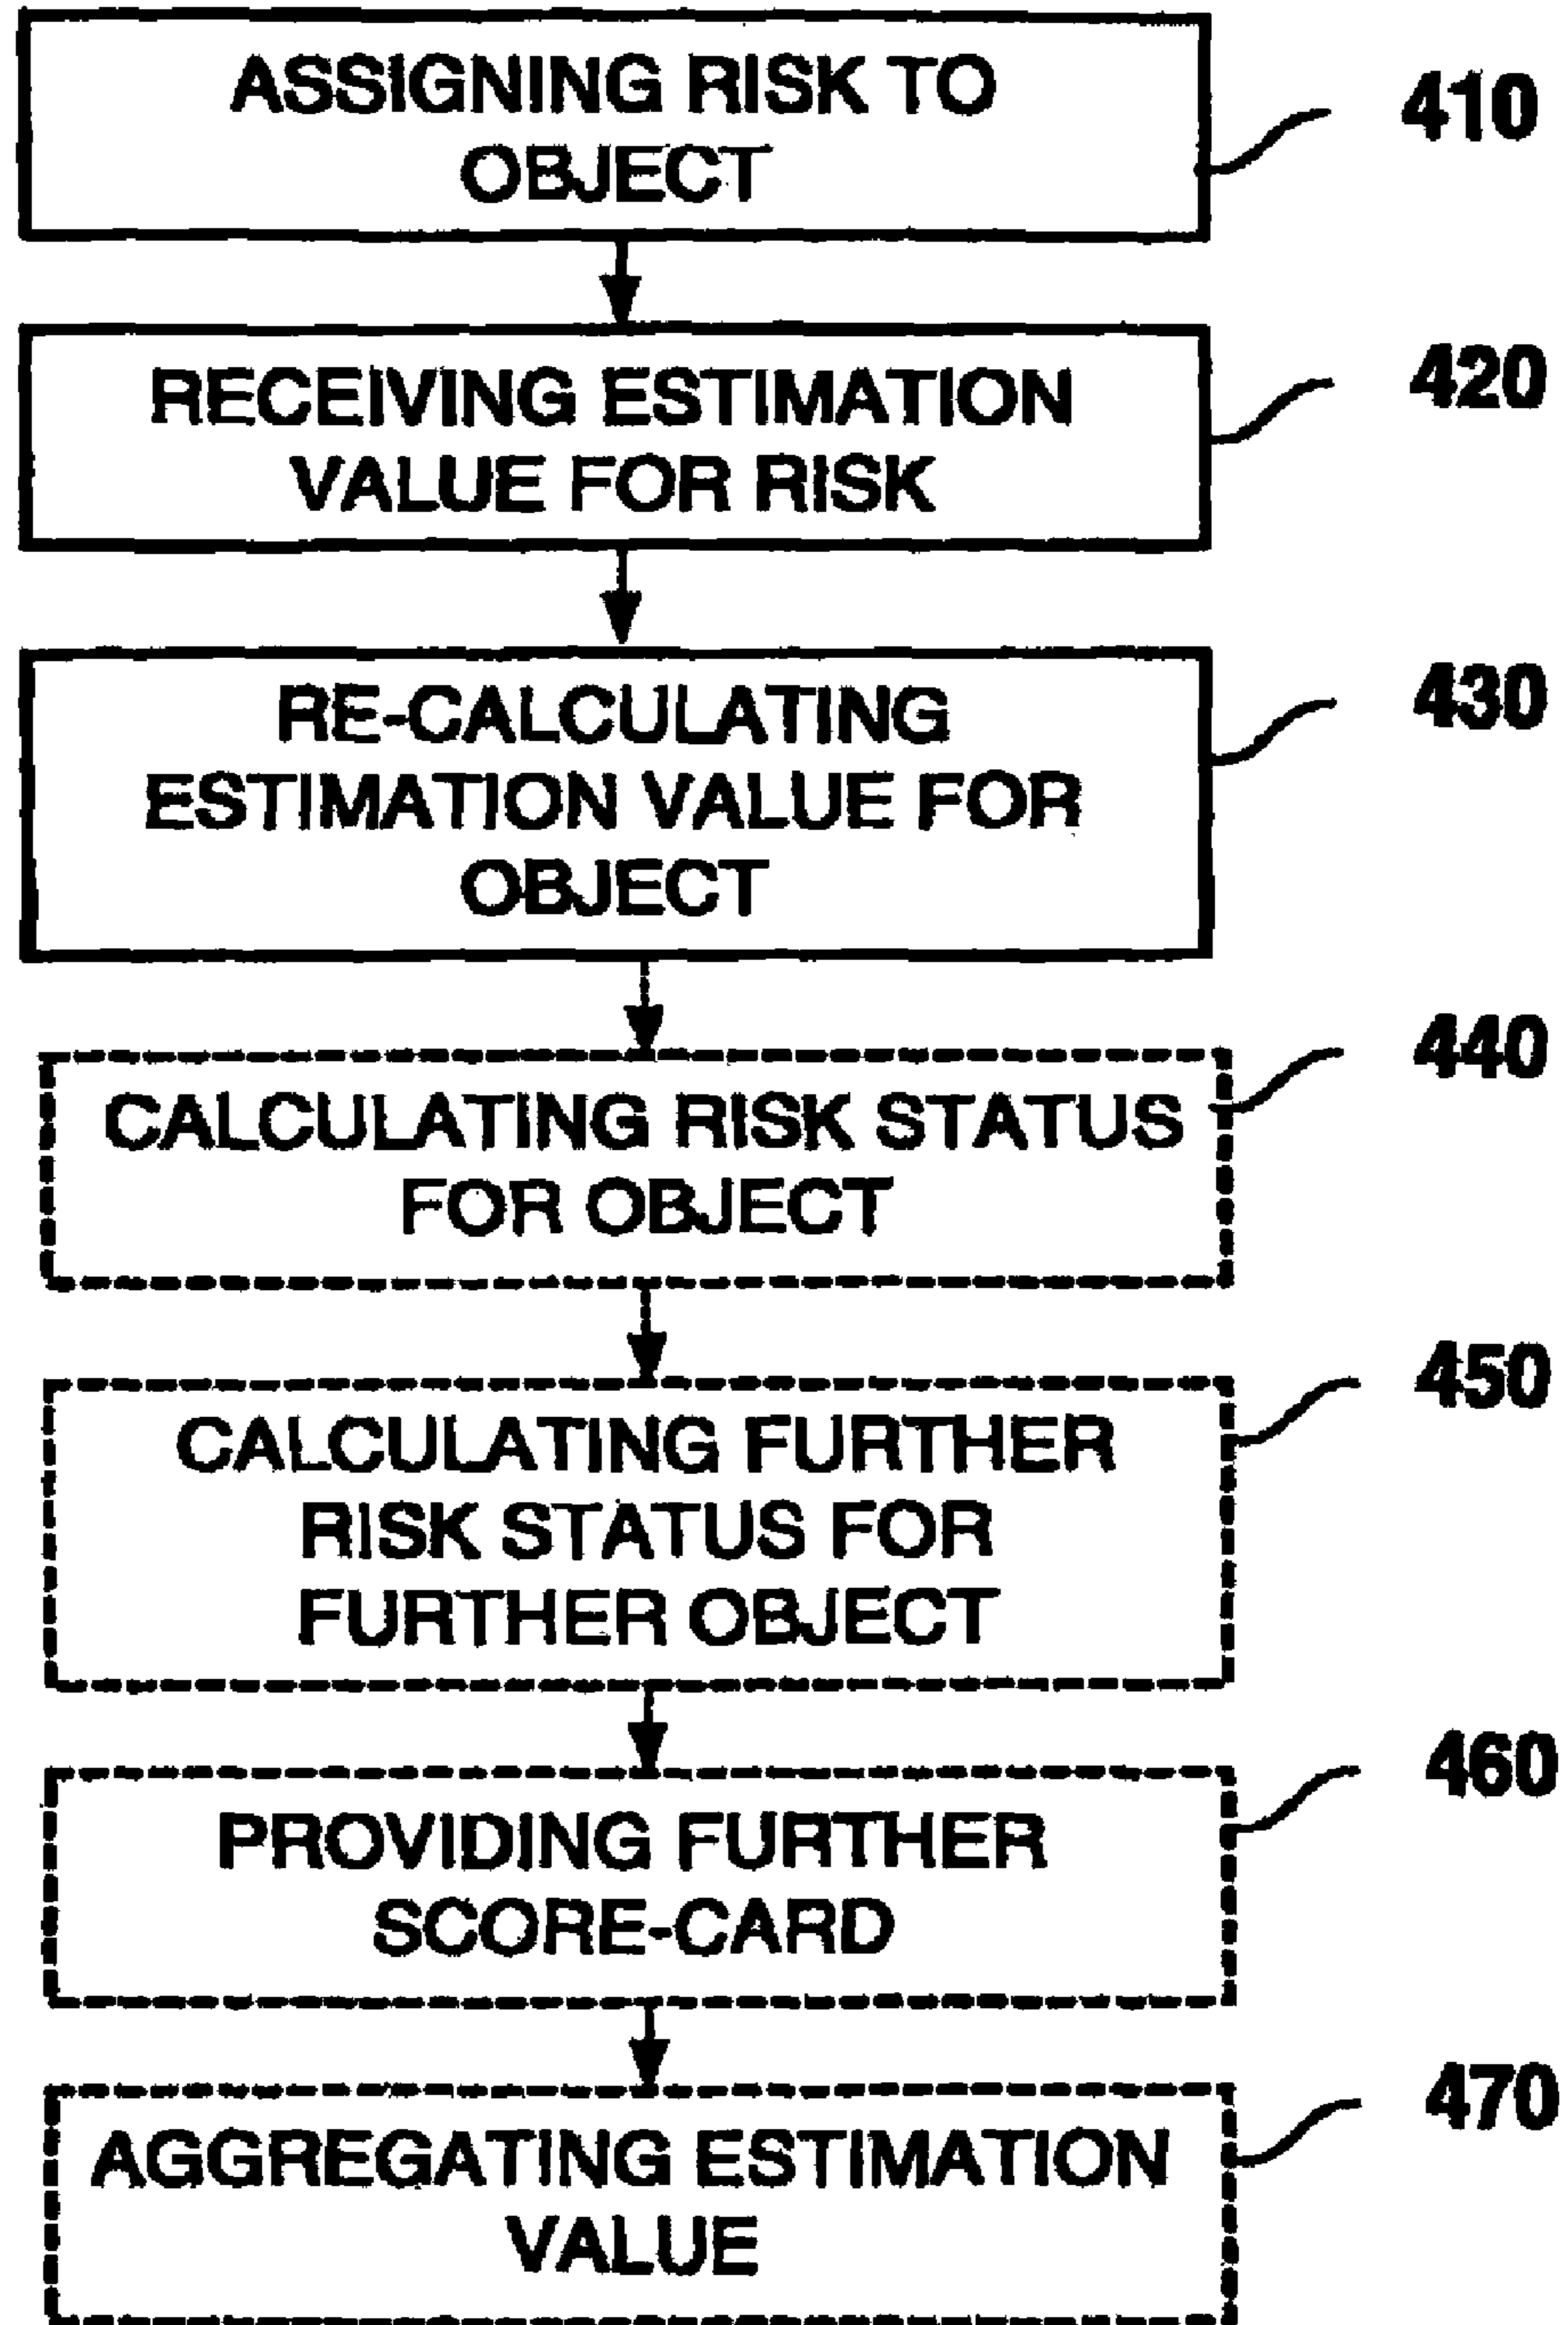 ASSIGNING RISK TO
OBJECT
410
RECEIVING ESTIMATION
VALUE FOR RISK
420
RE-CALCULATING
ESTIMATION VALUE FOR
OBJECT
430
CALCULATING RISK STATUS
FOR OBJECT
440
CALCULATING FURTHER
RISK STATUS FOR
FURTHER OBJECT
450
PROVIDING FURTHER
SCORE-CARD
460
AGGREGATING ESTIMATION
VALUE
470